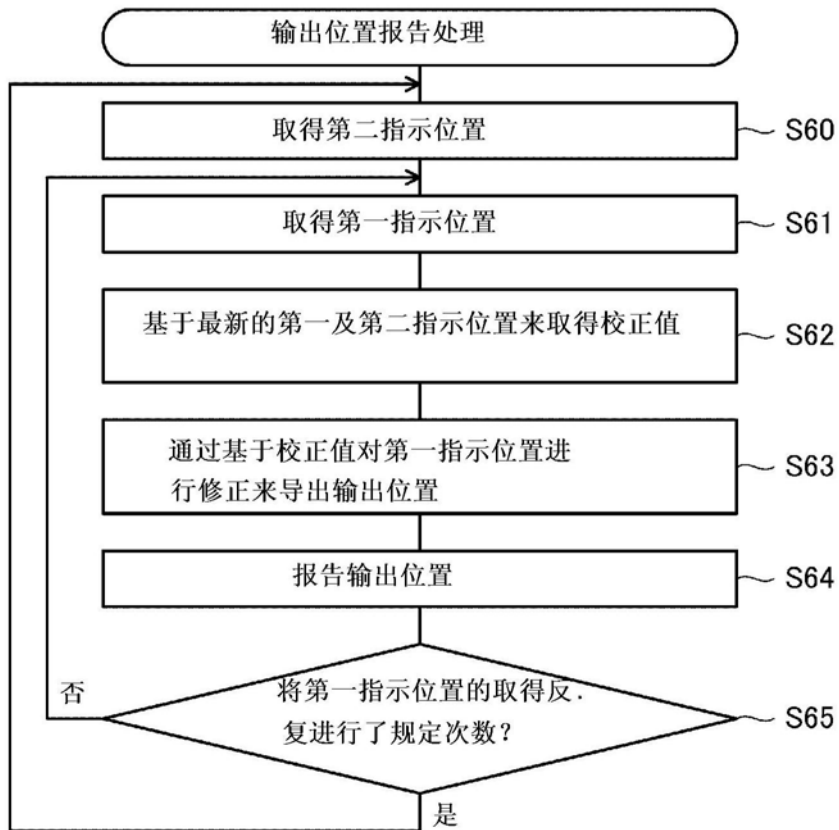 输出位置报告处理
取得第二指示位置
S60
取得第一指示位置
S61
基于最新的第一及第二指示位置来取得校正值
S62
通过基于校正值对第一指示位置进
行修正来导出输出位置
S63
报告输出位置
S64
否
将第一指示位置的取得反.
复进行了规定次数？
S65
是